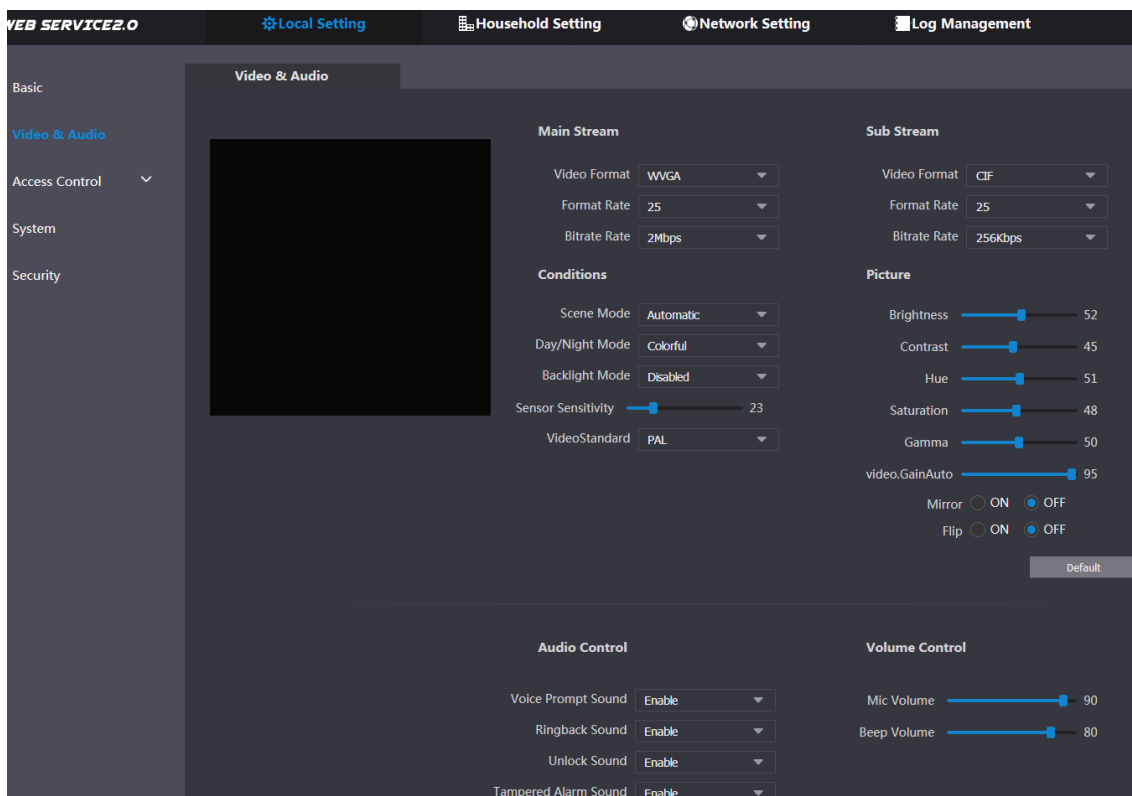 WEB SERVICE2.0
Local Setting
Household Setting
Network Setting
Log Management
Basic
Video & Audio
Access Control
System
Security
Video & Audio
Main Stream
Video Format WVGA
Format Rate 25
Bitrate Rate 2Mbps
Conditions
Scene Mode Automatic
Day/Night Mode Colorful
Backlight Mode Disabled
Sensor Sensitivity 23
VideoStandard PAL
Sub Stream
Video Format CIF
Format Rate 25
Bitrate Rate 256Kbps
Picture
Brightness 52
Contrast 45
Hue 51
Saturation 48
Gamma 50
video.GainAuto 95
Mirror ON OFF
Flip ON OFF
Default
Audio Control
Voice Prompt Sound Enable
Ringback Sound Enable
Unlock Sound Enable
Tampered Alarm Sound Enable
Volume Control
Mic Volume 90
Beep Volume 80